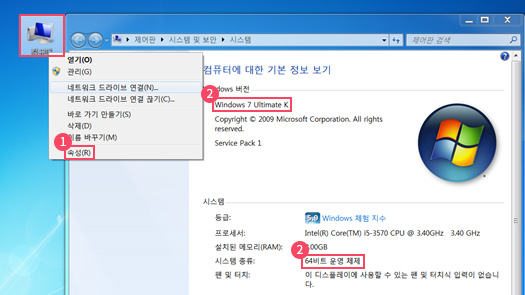 컴퓨터
제어판 ▸ 시스템 및 보안 ▸ 시스템
제어판 검색
열기(O)
관리(G)
네트워크 드라이브 연결(N)...
네트워크 드라이브 연결 끊기(C)...
바로 가기 만들기(S)
삭제(D)
이름 바꾸기(M)
1
속성(R)
컴퓨터에 대한 기본 정보 보기
Windows 버전
2
Windows 7 Ultimate K
Copyright © 2009 Microsoft Corporation. All rights
reserved.
Service Pack 1
시스템
등급:
5.9
Windows 체험 지수
프로세서:
Intel(R) Core(TM) i5-3570 CPU @ 3.40GHz 3.40 GHz
설치된 메모리(RAM):
.00GB
2
시스템 종류:
64비트 운영 체제
펜 및 터치:
이 디스플레이에 사용할 수 있는 펜 및 터치식 입력이 없습니
다.